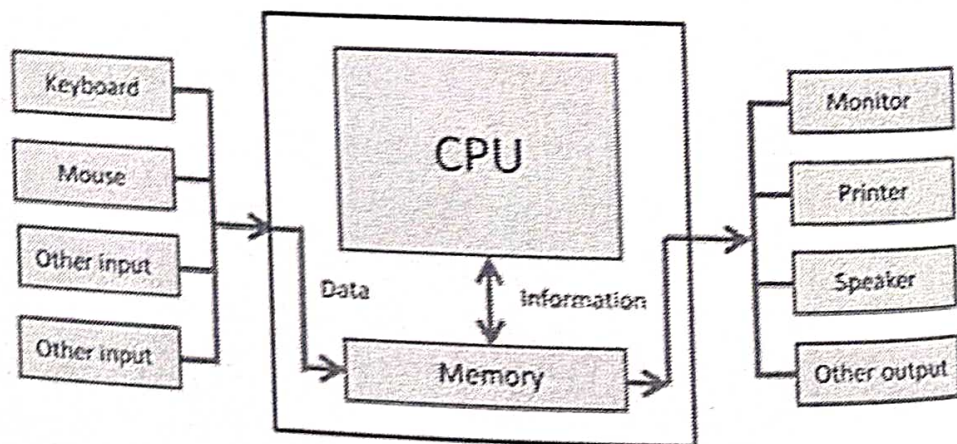 Keyboard
Mouse
Other input
Other input
CPU
Data
Information
Memory
Monitor
Printer
Speaker
Other output